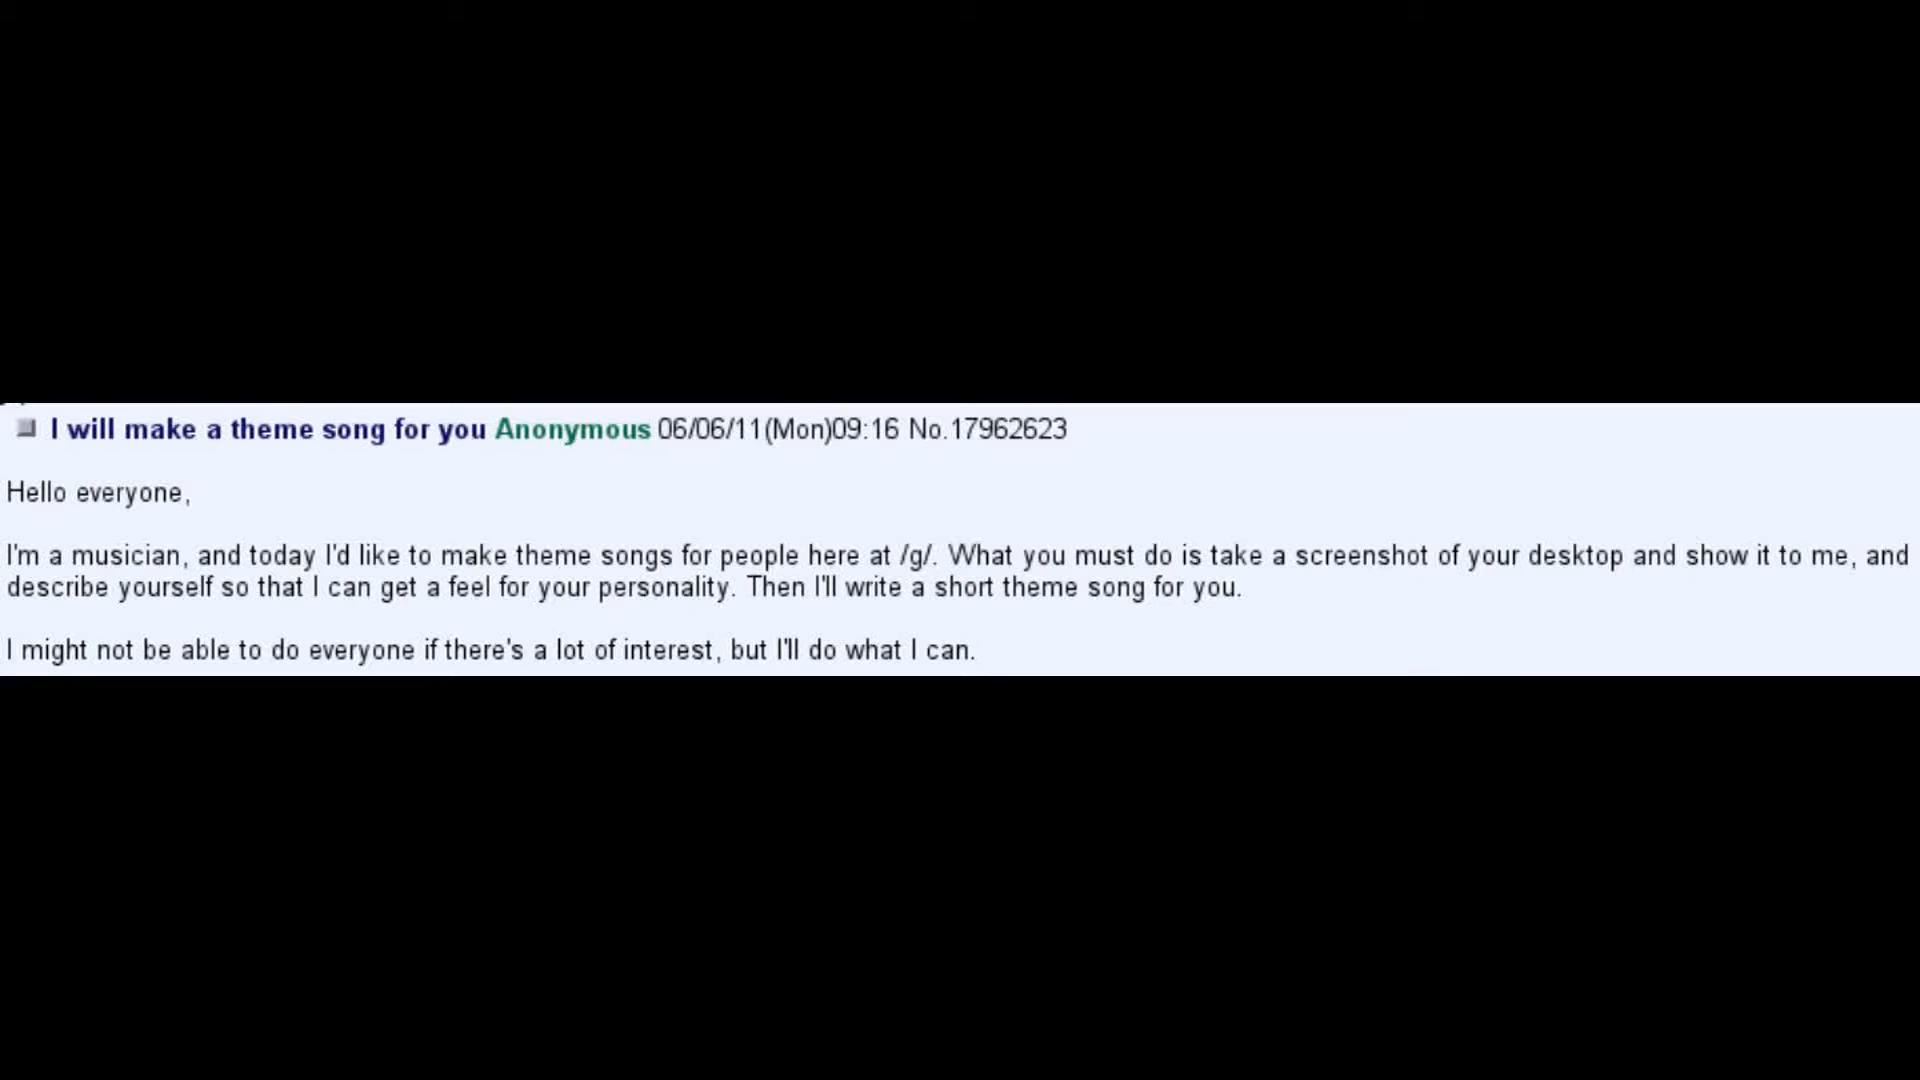 I will make a theme song for you Anonymous 06/06/11(Mon)09:16 No.17962623
Hello everyone,
I'm a musician, and today I'd like to make theme songs for people here at /g/. What you must do is take a screenshot of your desktop and show it to me, and
describe yourself so that I can get a feel for your personality. Then I'll write a short theme song for you.
I might not be able to do everyone if there's a lot of interest, but I'll do what I can.